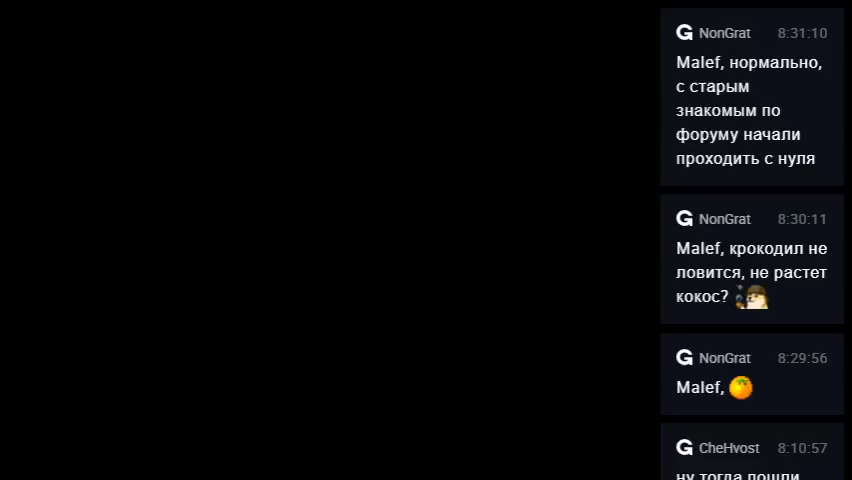 NonGrat 8:31:10
Malef, нормально,
с старым
знакомым по
форуму начали
проходить с нуля
NonGrat 8:30:11
Malef, крокодил не
ловится, не растет
кокос?
NonGrat 8:29:56
Malef,
CheHvost 8:10:57
ну тогда пошли